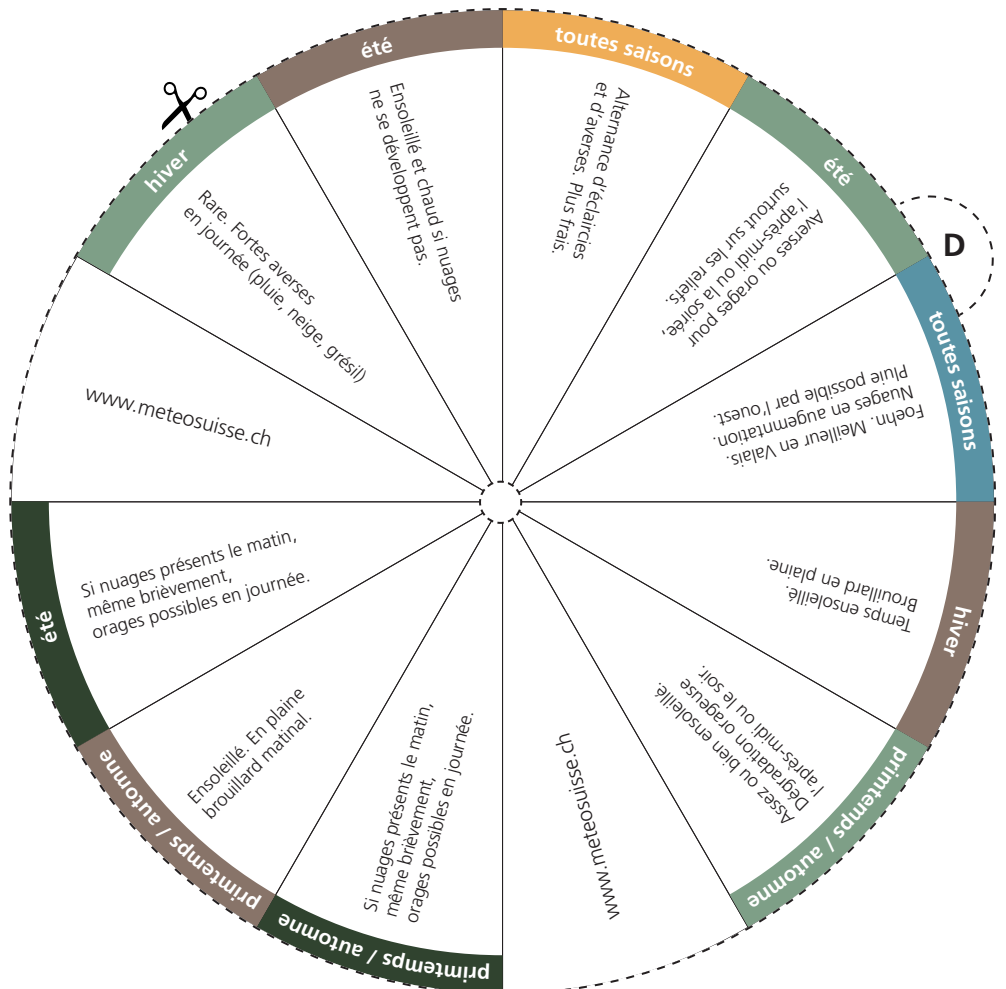 toutes saisons
Alternance d'éclaircies
et d'averses. Plus frais.
été
Averses ou orages pour
l'après-midi ou la soirée,
surtout sur les reliefs.
D
toutes saisons
Foehn. Meilleur en Valais.
Nuages en augemntation.
Pluie possible par l'ouest.
hiver
Temps ensoleillé.
Brouillard en plaine.
printemps / automne
Assez ou bien ensoleillé.
Dégradation orageuse
l'après-midi ou le soir.
www.meteosuisse.ch
printemps / automne
Si nuages présents le matin,
même brièvement,
orages possibles en journée.
printemps / automne
Ensoleillé. En plaine
brouillard matinal.
été
Si nuages présents le matin,
même brièvement,
orages possibles en journée.
www.meteosuisse.ch
hiver
Rare. Fortes averses
en journée (pluie, neige, grésil)
été
Ensoleillé et chaud si nuages
ne se développent pas.